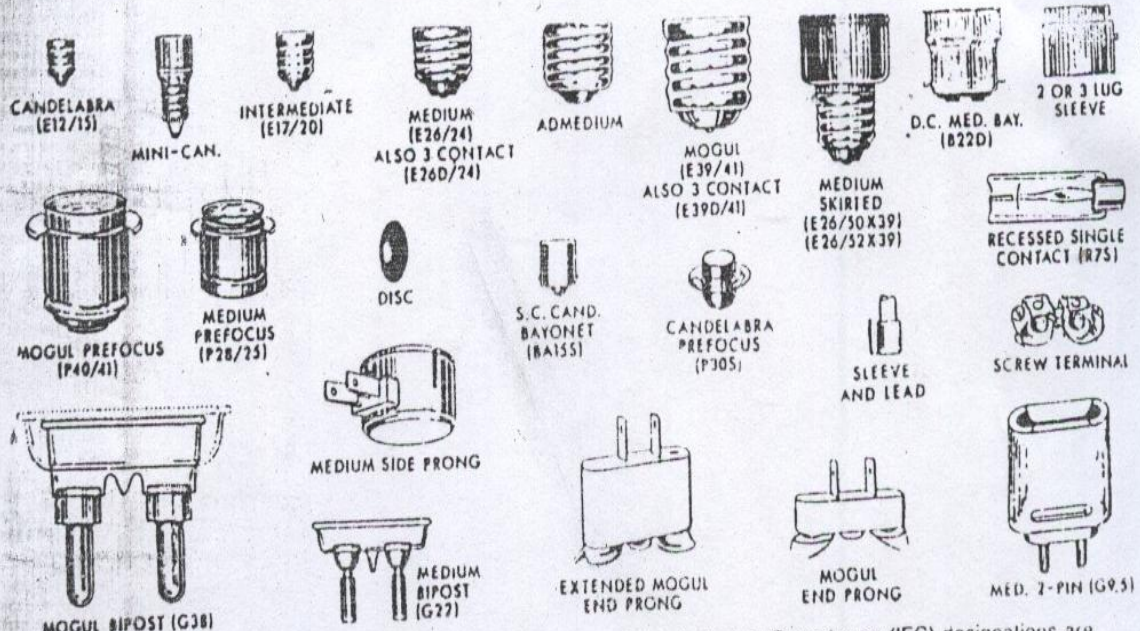 CANDELABRA
(E12/15)
MINI-CAN.
INTERMEDIATE
(E17/20)
MEDIUM
(E26/24)
ALSO 3 CONTACT
(E26D/24)
ADMEDIUM
MOGUL
(E39/41)
ALSO 3 CONTACT
(E39D/41)
MEDIUM
SKIRTED
(E26/50X39)
(E26/52X39)
D.C. MED. BAY.
(B22D)
2 OR 3 LUG
SLEEVE
MOGUL PREFOCUS
(P40/41)
MEDIUM
PREFOCUS
(P28/25)
DISC
S.C. CAND.
BAYONET
(BA15S)
CANDELABRA
PREFOCUS
(P30S)
SLEEVE
AND LEAD
RECESSED SINGLE
CONTACT (R7S)
SCREW TERMINAL
MOGUL BIPOST (G38)
MEDIUM SIDE PRONG
MEDIUM
BIPOST
(G22)
EXTENDED MOGUL
END PRONG
MOGUL
END PRONG
MED. 2-PIN (G9.5)
(IEC) designations are